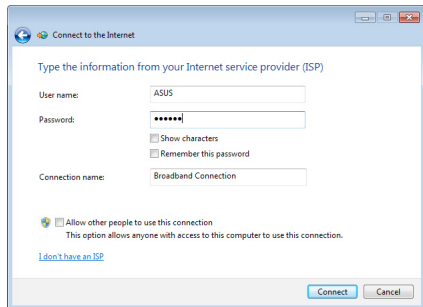 Connect to the Internet
Type the information from your Internet service provider (ISP)
User name: ASUS
Password: ••••••
Show characters
Remember this password
Connection name: Broadband Connection
Allow other people to use this connection
This option allows anyone with access to this computer to use this connection.
I don't have an ISP
Connect Cancel